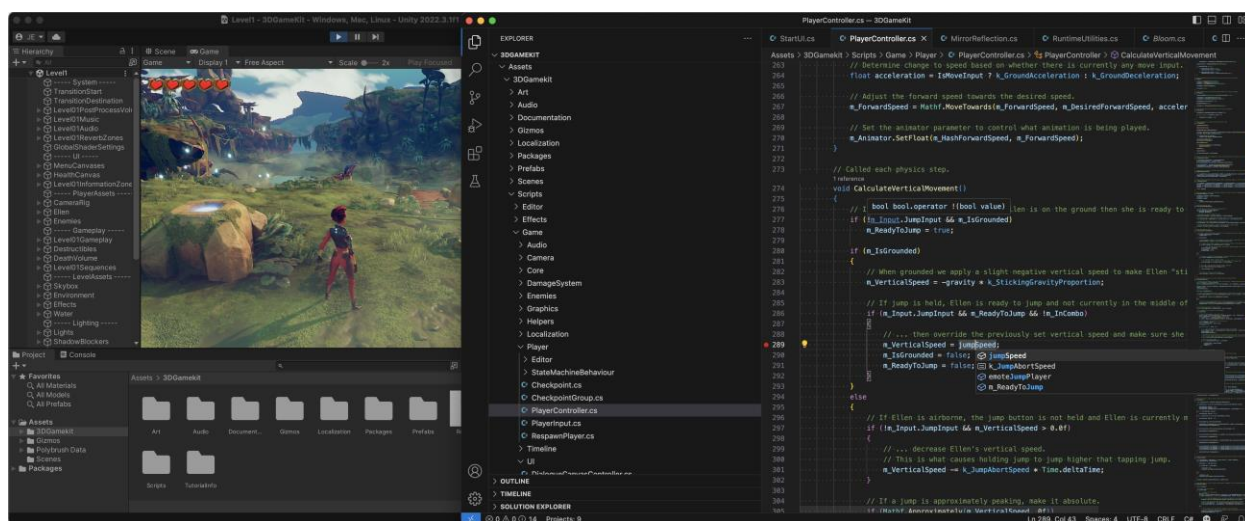 Level1 - 3DGameKit - Windows, Mac, Linux - Unity 2022.3.1f1
JE
Hierarchy
Scene
Game
All
Game
Display 1
Free Aspect
Scale
2x
Play Focused
Level1
----- System -----
TransitionStart
TransitionDestination
Level01PostProcessVolu
Level01Music
Level01Audio
Level01ReverbZones
GlobalShaderSettings
----- UI -----
MenuCanvases
HealthCanvas
Level01InformationZone
----- PlayerAssets -----
CameraRig
Ellen
Enemies
----- Gameplay -----
Level01Gameplay
Destructibles
DeathVolume
Level01Sequences
----- LevelAssets -----
Skybox
Environment
Effects
Water
----- Lighting -----
Lights
ShadowBlockers
Project
Console
Favorites
All Materials
All Models
All Prefabs
Assets
3DGamekit
Gizmos
Polybrush Data
Scenes
Packages
Assets > 3DGamekit
Art
Audio
Document...
Gizmos
Localization
Packages
Prefabs
Scripts
TutorialInfo
PlayerController.cs — 3DGameKit
EXPLORER
3DGAMEKIT
Assets
3DGamekit
Art
Audio
Documentation
Gizmos
Localization
Packages
Prefabs
Scenes
Scripts
Editor
Effects
Game
Audio
Camera
Core
DamageSystem
Enemies
Graphics
Helpers
Localization
Player
Editor
StateMachineBehaviour
Checkpoint.cs
CheckpointGroup.cs
PlayerController.cs
PlayerInput.cs
RespawnPlayer.cs
Timeline
UI
DialogueCanvasController.cs
OUTLINE
TIMELINE
SOLUTION EXPLORER
StartUI.cs
PlayerController.cs
MirrorReflection.cs
RuntimeUtilities.cs
Bloom.cs
Assets > 3DGamekit > Scripts > Game > Player > PlayerController.cs > PlayerController > CalculateVerticalMovement
263 // Determine change to speed based on whether there is currently any move input.
264 float acceleration = IsMoveInput ? k_GroundAcceleration : k_GroundDeceleration;
265
266 // Adjust the forward speed towards the desired speed.
267 m_ForwardSpeed = Mathf.MoveTowards(m_ForwardSpeed, m_DesiredForwardSpeed, acceler
268
269 // Set the animator parameter to control what animation is being played.
270 m_Animator.SetFloat(m_HashForwardSpeed, m_ForwardSpeed);
271 }
272
273 // Called each physics step.
1 reference
274 void CalculateVerticalMovement()
275 {
276 // I
bool bool.operator !(bool value)
llen is on the ground then she is ready to
277 if (!m_Input.JumpInput && m_IsGrounded)
278 m_ReadyToJump = true;
279
280 if (m_IsGrounded)
281 {
282 // When grounded we apply a slight negative vertical speed to make Ellen "sti
283 m_VerticalSpeed = -gravity * k_StickingGravityProportion;
284
285 // If jump is held, Ellen is ready to jump and not currently in the middle of
286 if (m_Input.JumpInput && m_ReadyToJump && !m_InCombo)
287 {
288 // ... then override the previously set vertical speed and make sure she
289 m_VerticalSpeed = jumpSpeed;
290 m_IsGrounded = false;
jumpSpeed
291 m_ReadyToJump = false;
k_JumpAbortSpeed
292 }
emoteJumpPlayer
293 }
m_ReadyToJump
294 else
295 {
296 // If Ellen is airborne, the jump button is not held and Ellen is currently m
297 if (!m_Input.JumpInput && m_VerticalSpeed > 0.0f)
298 {
299 // ... decrease Ellen's vertical speed.
300 // This is what causes holding jump to jump higher that tapping jump.
301 m_VerticalSpeed -= k_JumpAbortSpeed * Time.deltaTime;
302 }
303
304 // If a jump is approximately peaking, make it absolute.
305 if (Mathf.Approximately(m_VerticalSpeed, 0f))
0 0 14 Projects: 9
Ln 289, Col 43 Spaces: 4 UTF-8 CRLF C#